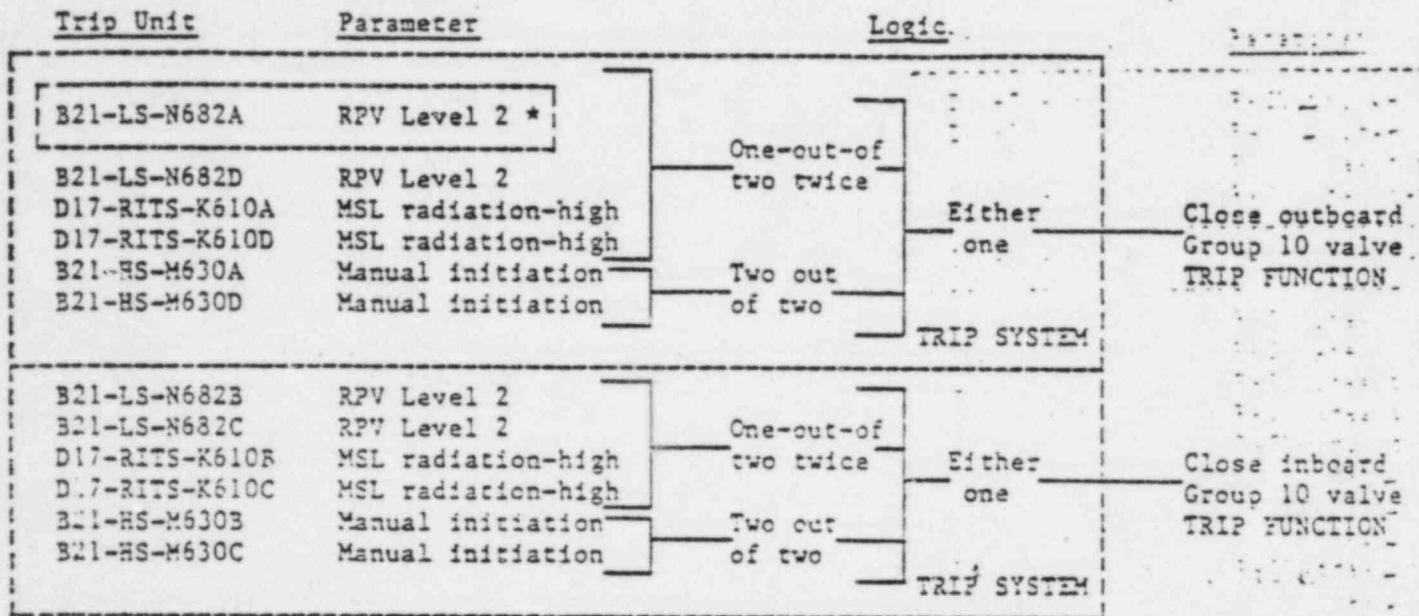 Trip Unit Parameter Logic
B21-LS-N682A RPV Level 2 *
B21-LS-N682D RPV Level 2
D17-RITS-K610A MSL radiation-high
D17-RITS-K610D MSL radiation-high
B21-HS-M630A Manual initiation
B21-HS-M630D Manual initiation
One-out-of
two twice
Two out
of two
Either
one
TRIP SYSTEM
Close outboard
Group 10 valve
TRIP FUNCTION
B21-LS-N682B RPV Level 2
B21-LS-N682C RPV Level 2
D17-RITS-K610B MSL radiation-high
D17-RITS-K610C MSL radiation-high
B21-HS-M630B Manual initiation
B21-HS-M630C Manual initiation
One-out-of
two twice
Two out
of two
Either
one
TRIP SYSTEM
Close inboard
Group 10 valve
TRIP FUNCTION